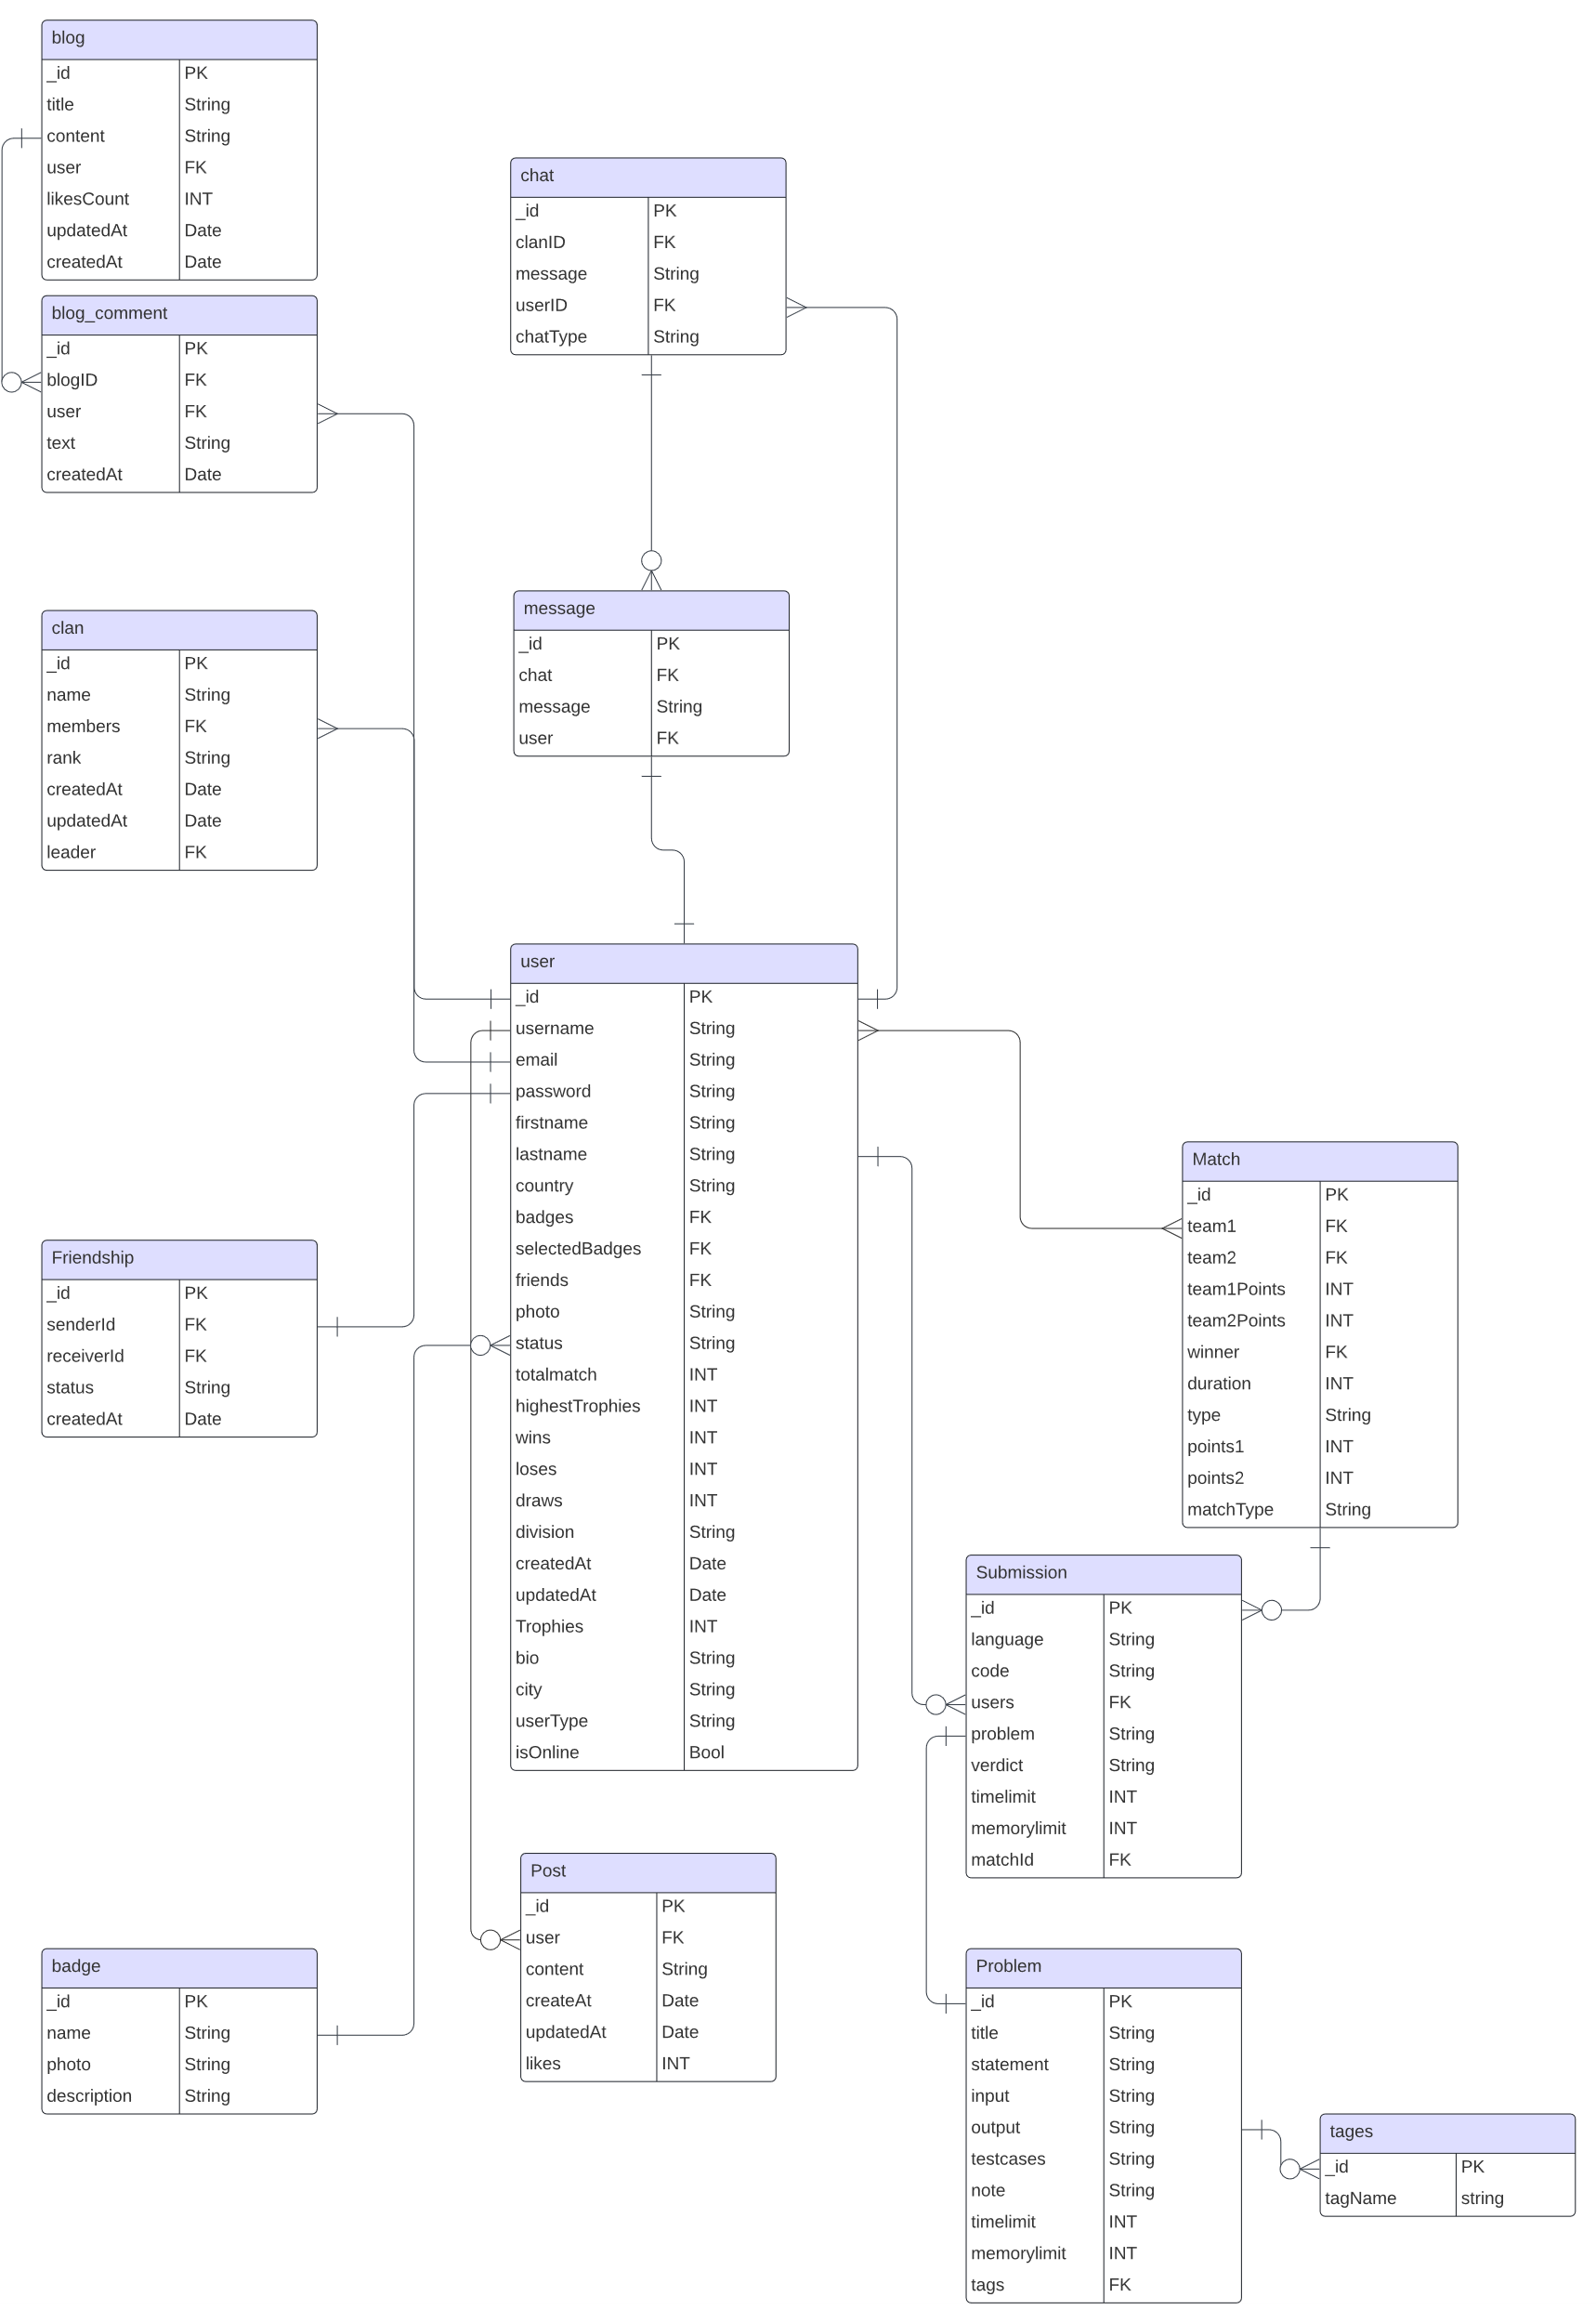 blog
_id PK
title String
content String
user FK
likesCount INT
updatedAt Date
createdAt Date
blog_comment
_id PK
blogID FK
user FK
text String
createdAt Date
chat
_id PK
clanID FK
message String
userID FK
chatType String
clan
_id PK
name String
members FK
rank String
createdAt Date
updatedAt Date
leader FK
message
_id PK
chat FK
message String
user FK
user
_id PK
username String
email String
password String
firstname String
lastname String
country String
badges FK
selectedBadges FK
friends FK
photo String
status String
totalmatch INT
highestTrophies INT
wins INT
loses INT
draws INT
division String
createdAt Date
updatedAt Date
Trophies INT
bio String
city String
userType String
isOnline Bool
Match
_id PK
team1 FK
team2 FK
team1Points INT
team2Points INT
winner FK
duration INT
type String
points1 INT
points2 INT
matchType String
Friendship
_id PK
senderId FK
receiverId FK
status String
createdAt Date
Submission
_id PK
language String
code String
users FK
problem String
verdict String
timelimit INT
memorylimit INT
matchId FK
Post
_id PK
user FK
content String
createAt Date
updatedAt Date
likes INT
badge
_id PK
name String
photo String
description String
Problem
_id PK
title String
statement String
input String
output String
testcases String
note String
timelimit INT
memorylimit INT
tags FK
tages
_id PK
tagName string